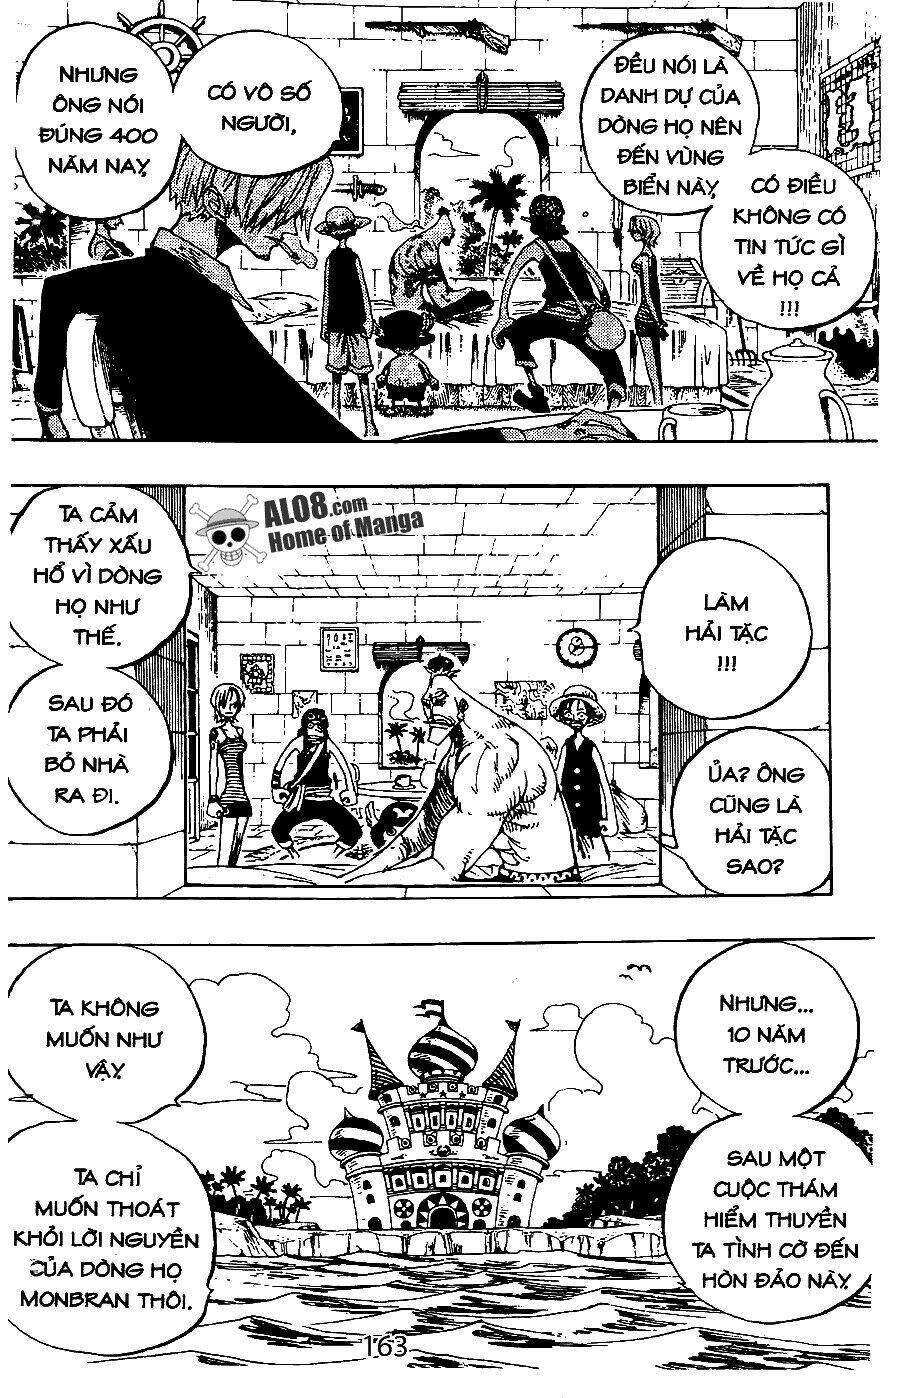 ĐỀU NÓI LÀ
DANH DỰ CỦA
DÒNG HỌ NÊN
ĐẾN VÙNG
BIỂN NÀY.
CÓ ĐIỀU
KHÔNG CÓ
TIN TỨC GÌ
VỀ HỌ CẢ
!!!
CÓ VÔ SỐ
NGƯỜI,
NHƯNG
ÔNG NÓI
ĐÚNG 400
NĂM NAY.
ALO8.com
Home of Manga
LÀM
HẢI TẶC
!!!
ỦA? ÔNG
CŨNG LÀ
HẢI TẶC
SAO?
TA CẢM
THẤY XẤU
HỔ VÌ DÒNG
HỌ NHƯ
THẾ.
SAU ĐÓ
TA PHẢI
BỎ NHÀ
RA ĐI.
NHƯNG...
10 NĂM
TRƯỚC...
SAU MỘT
CUỘC THÁM
HIỂM THUYỀN
TA TÌNH CỜ ĐẾN
HÒN ĐẢO NÀY.
TA KHÔNG
MUỐN NHƯ
VẬY.
TA CHỈ
MUỐN THOÁT
KHỎI LỜI NGUYỀN
CỦA DÒNG HỌ
MONBRAN THÔI.
163